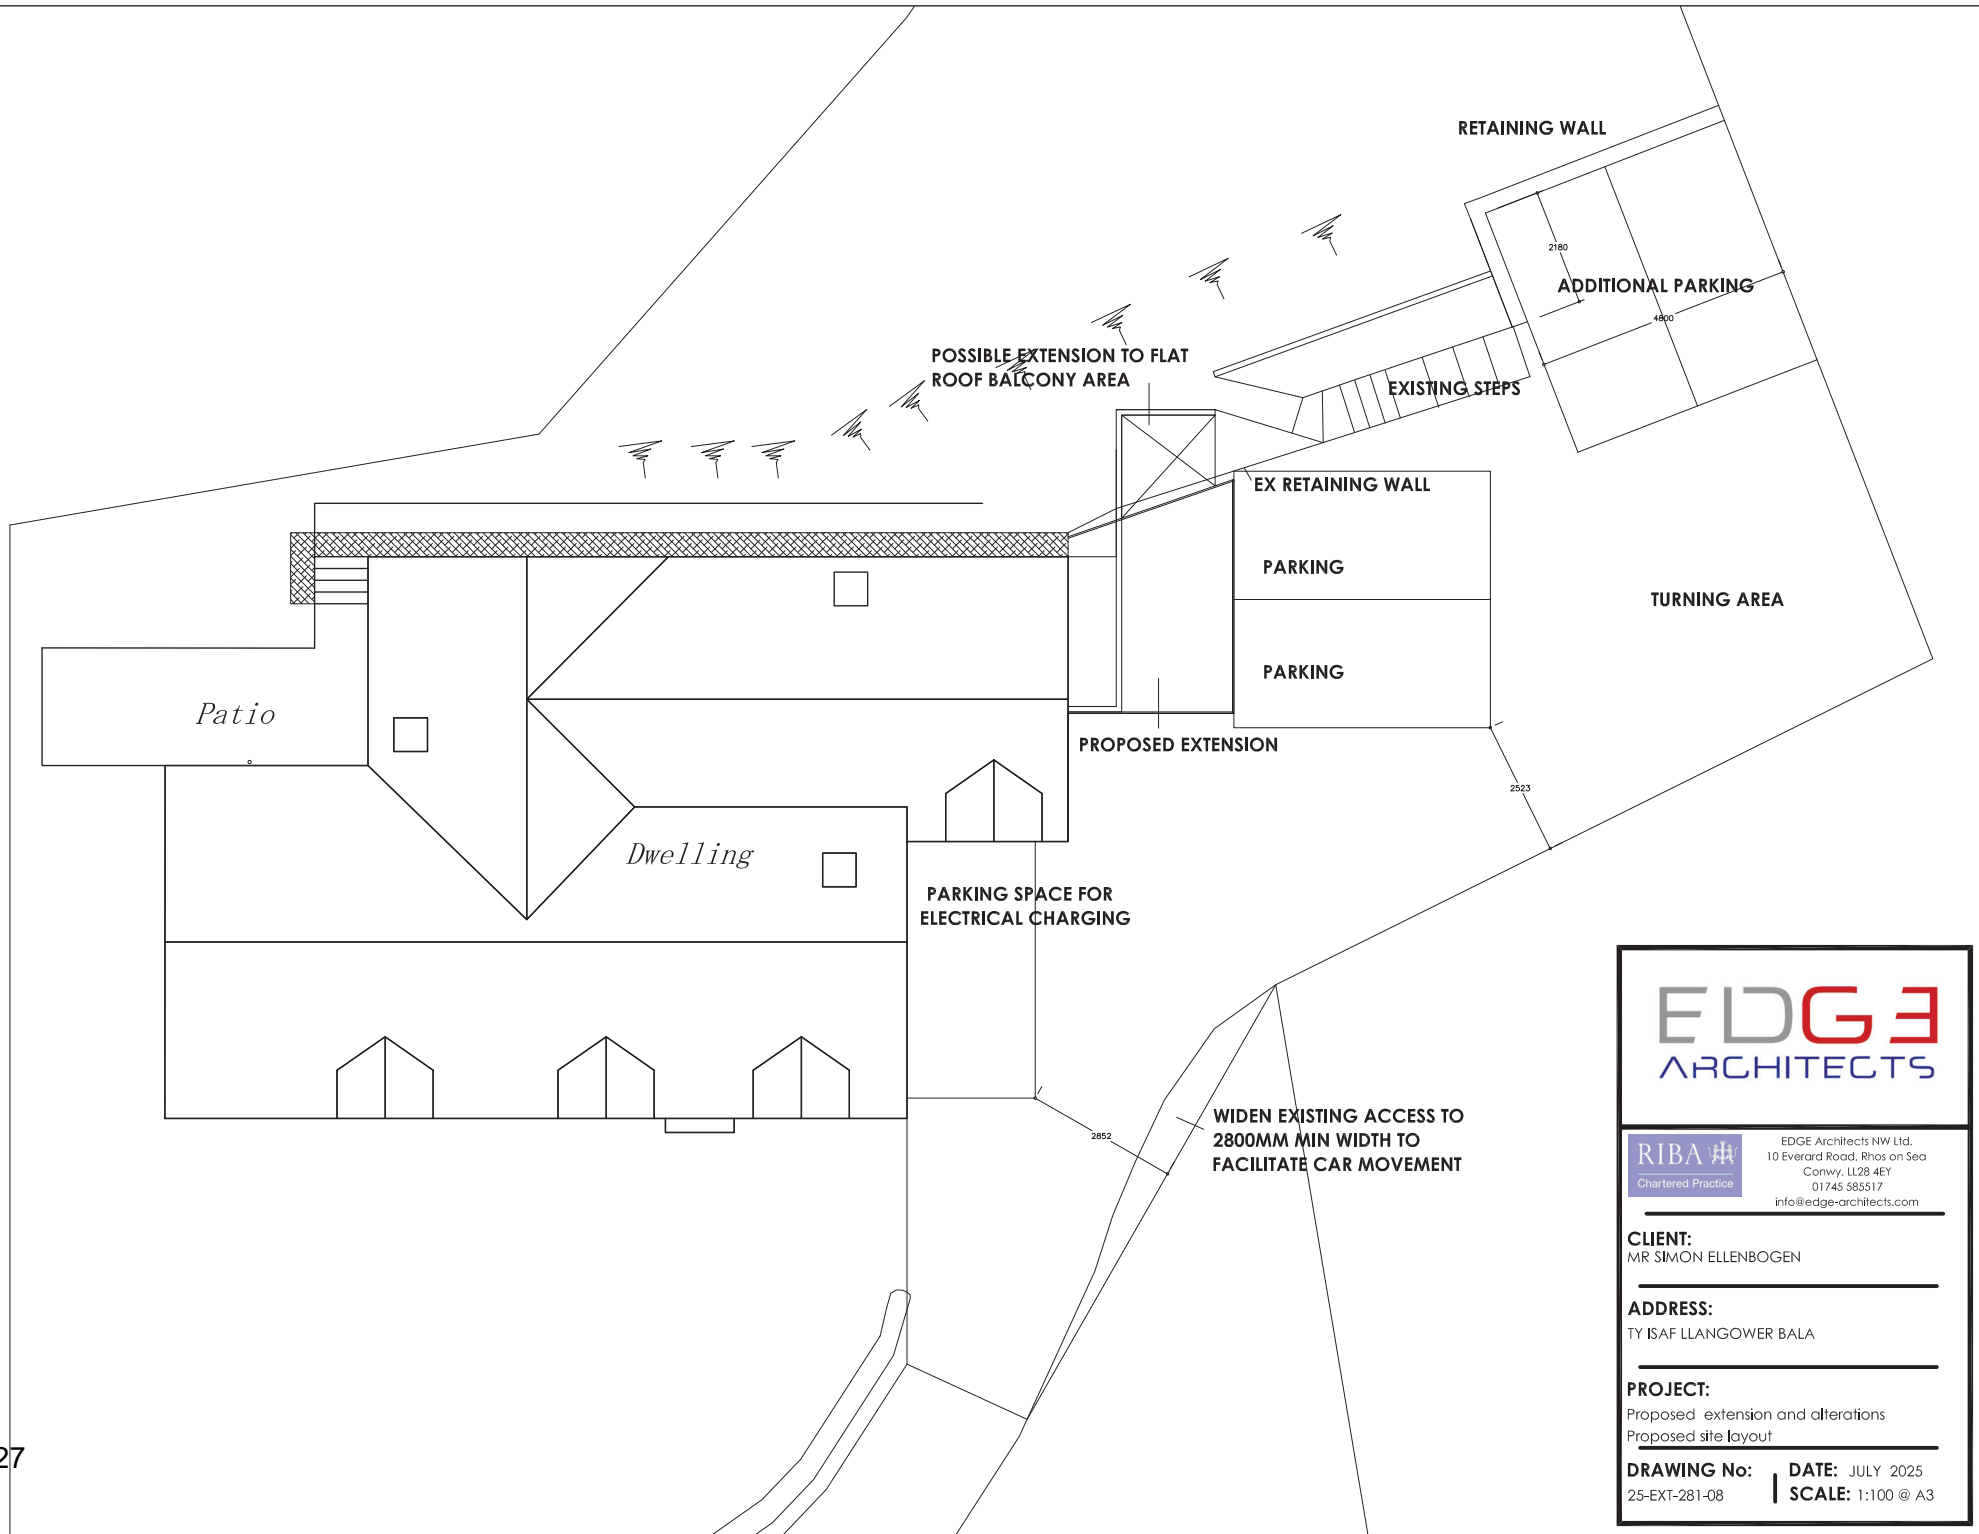 RETAINING WALL
2180
ADDITIONAL PARKING
4800
POSSIBLE EXTENSION TO FLAT
ROOF BALCONY AREA
EXISTING STEPS
EX RETAINING WALL
PARKING
TURNING AREA
PARKING
Patio
PROPOSED EXTENSION
2523
Dwelling
PARKING SPACE FOR
ELECTRICAL CHARGING
2852
WIDEN EXISTING ACCESS TO
2800MM MIN WIDTH TO
FACILITATE CAR MOVEMENT
27
EDGE
ARCHITECTS
RIBA
Chartered Practice
EDGE Architects NW Ltd.
10 Everard Road, Rhos on Sea
Conwy, LL28 4EY
01745 585517
info@edge-architects.com
CLIENT:
MR SIMON ELLENBOGEN
ADDRESS:
TY ISAF LLANGOWER BALA
PROJECT:
Proposed extension and alterations
Proposed site layout
DRAWING No:
25-EXT-281-08
DATE: JULY 2025
SCALE: 1:100 @ A3